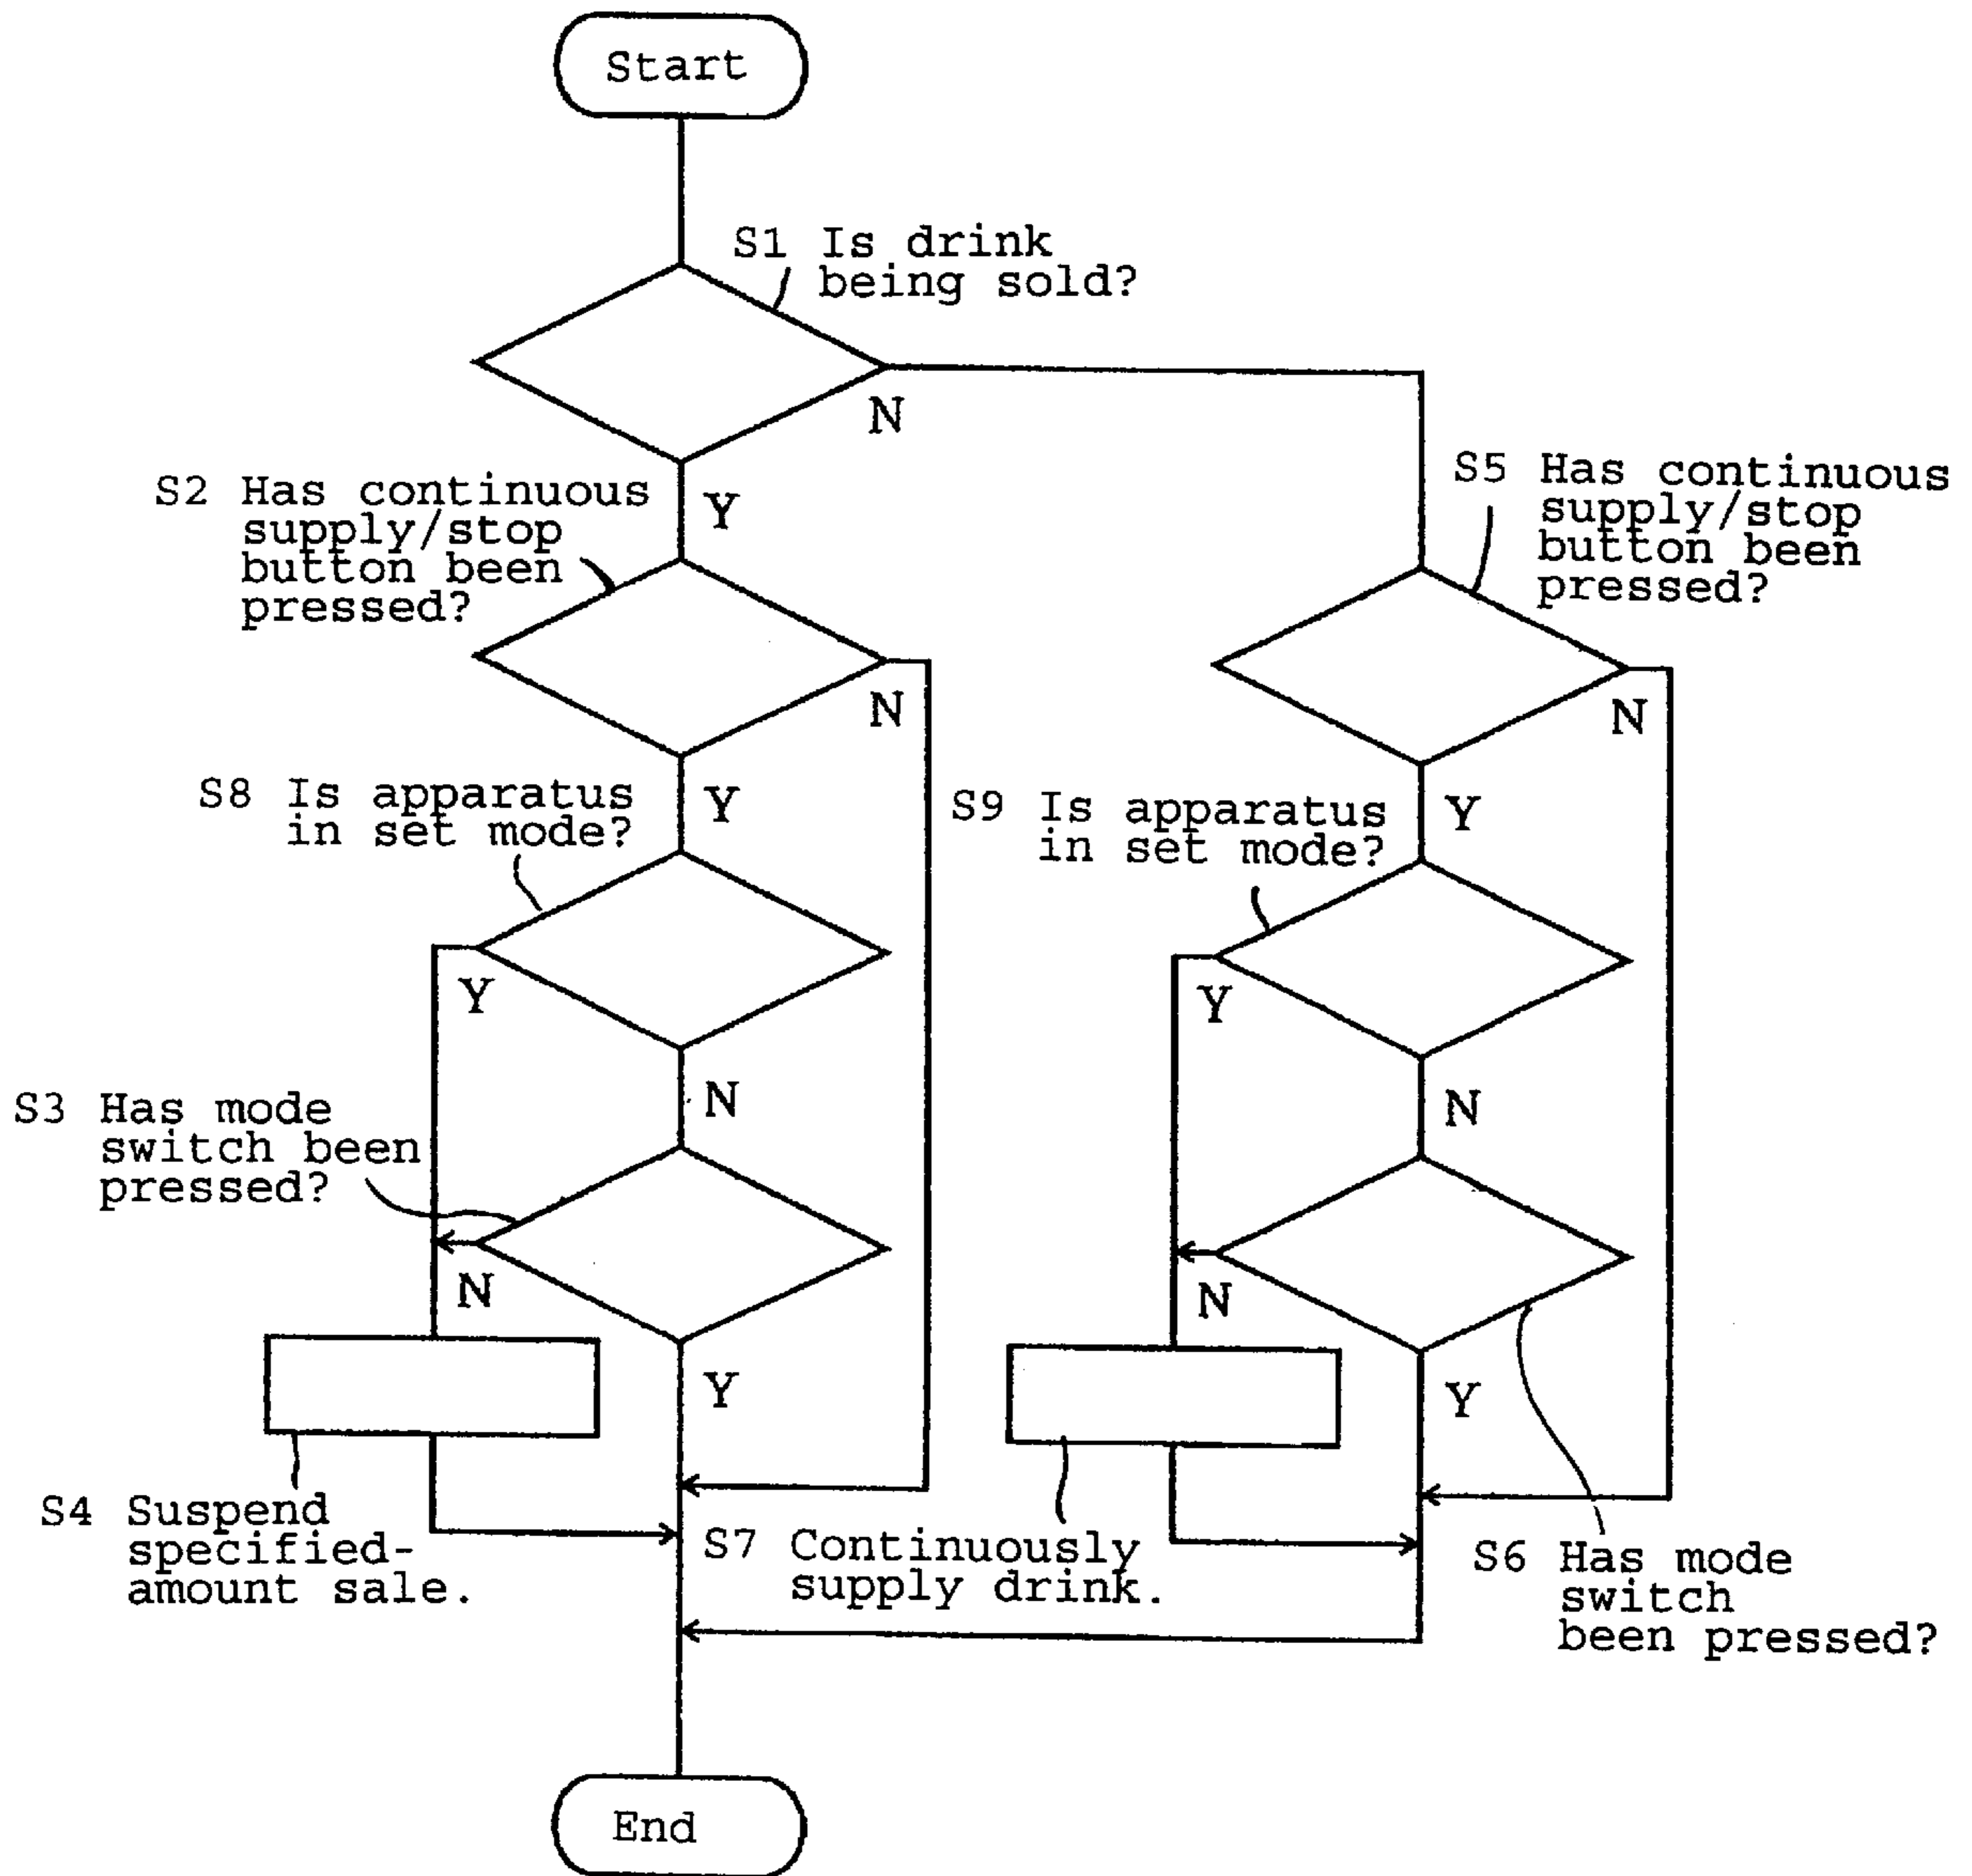 Start
S1 Is drink
being sold?
N
S2 Has continuous
supply/stop
button been
pressed?
Y
S5 Has continuous
supply/stop
button been
pressed?
N
N
S8 Is apparatus
in set mode?
Y
S9 Is apparatus
in set mode?
Y
Y
Y
S3 Has mode
switch been
pressed?
N
N
N
N
Y
Y
S4 Suspend
specified-
amount sale.
S7 Continuously
supply drink.
S6 Has mode
switch
been pressed?
End